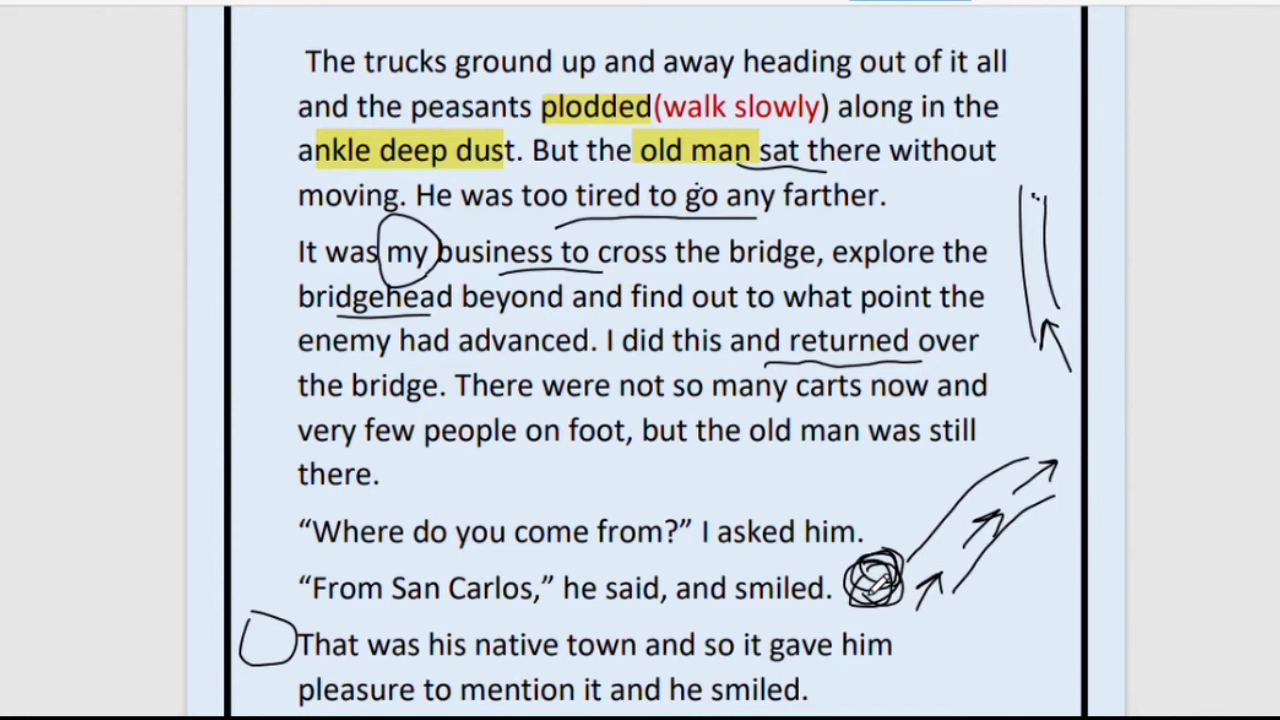 The trucks ground up and away heading out of it all
and the peasants plodded(walk slowly) along in the
ankle deep dust. But the old man sat there without
moving. He was too tired to go any farther.
It was my business to cross the bridge, explore the
bridgehead beyond and find out to what point the
enemy had advanced. I did this and returned over
the bridge. There were not so many carts now and
very few people on foot, but the old man was still
there.
“Where do you come from?” I asked him.
“From San Carlos,” he said, and smiled.
That was his native town and so it gave him
pleasure to mention it and he smiled.